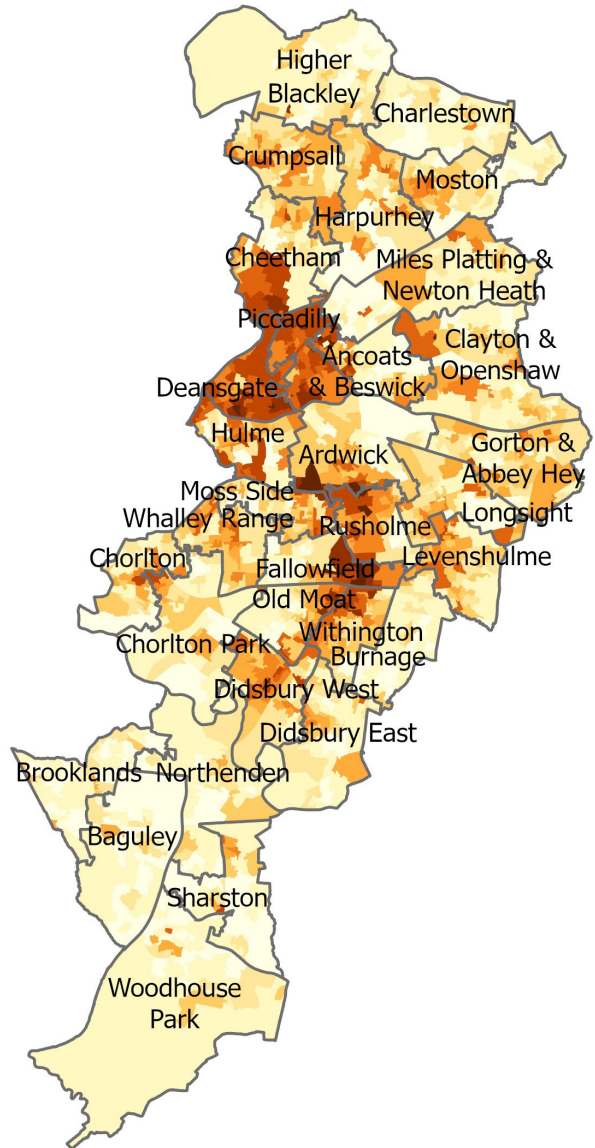 Higher
Blackley
Charlestown
Crumpsall
Moston
Harpurhey
Cheetham
Miles Platting &
Newton Heath
Piccadilly
Ancoats
& Beswick
Clayton &
Openshaw
Deansgate
Hulme
Ardwick
Gorton &
Abbey Hey
Moss Side
Longsight
Whalley Range
Rusholme
Chorlton
Levenshulme
Fallowfield
Old Moat
Withington
Chorlton Park
Burnage
Didsbury West
Didsbury East
Brooklands
Northenden
Baguley
Sharston
Woodhouse
Park